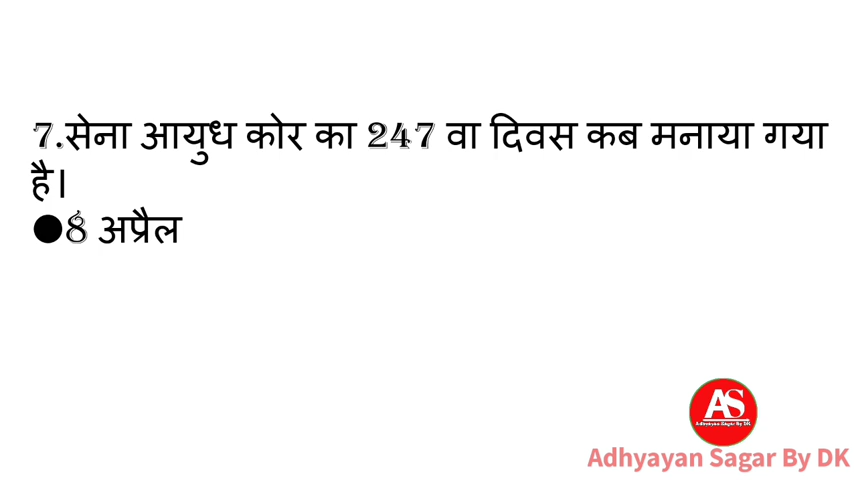 7.सेना आयुध कोर का 247 वा दिवस कब मनाया गया
है।
●8 अप्रैल
AS
Adhyayan Sagar By DK
Adhyayan Sagar By DK